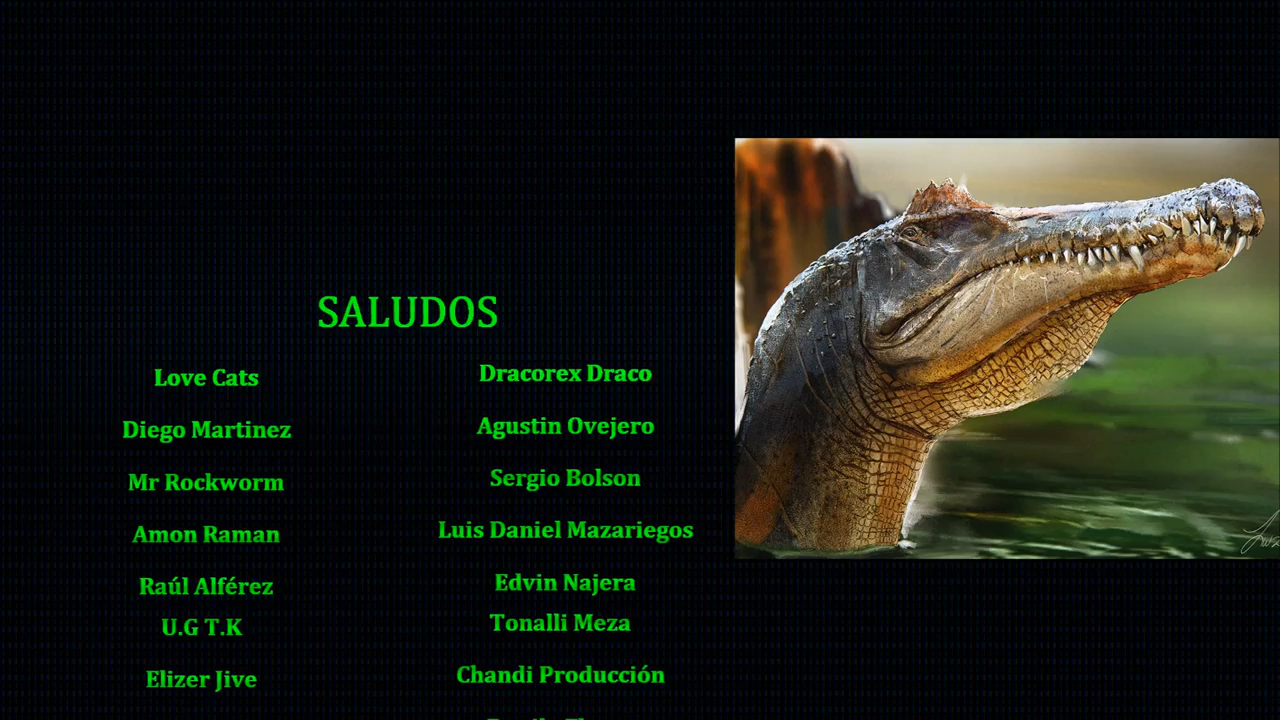 SALUDOS
Love Cats
Diego Martinez
Mr Rockworm
Amon Raman
Raúl Alférez
U.G T.K
Elizer Jive
Dracorex Draco
Agustin Ovejero
Sergio Bolson
Luis Daniel Mazariegos
Edvin Najera
Tonalli Meza
Chandi Producción